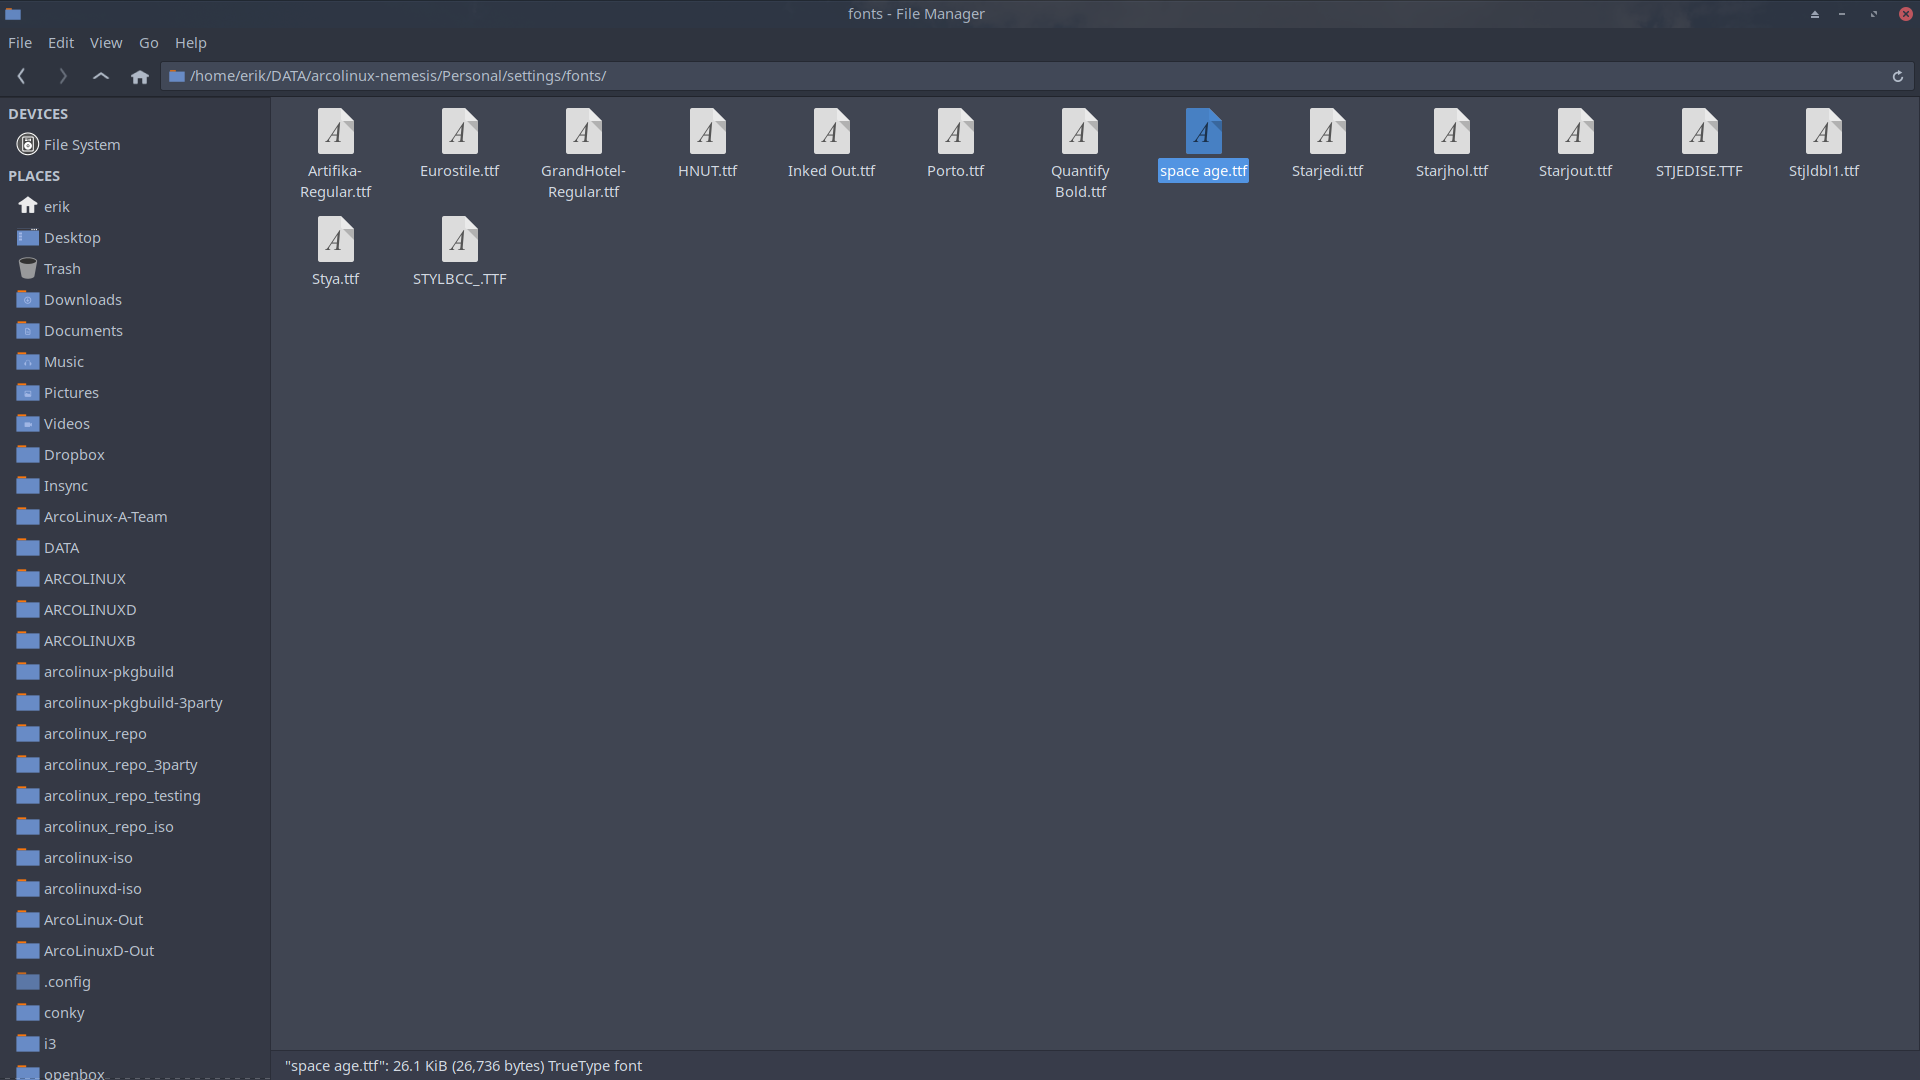 fonts - File Manager
File Edit View Go Help
/home/erik/DATA/arcolinux-nemesis/Personal/settings/fonts/
DEVICES
File System
PLACES
erik
Desktop
Trash
Downloads
Documents
Music
Pictures
Videos
Dropbox
Insync
ArcoLinux-A-Team
DATA
ARCOLINUX
ARCOLINUXD
ARCOLINUXB
arcolinux-pkgbuild
arcolinux-pkgbuild-3party
arcolinux_repo
arcolinux_repo_3party
arcolinux_repo_testing
arcolinux_repo_iso
arcolinux-iso
arcolinuxd-iso
ArcoLinux-Out
ArcoLinuxD-Out
.config
conky
i3
openbox
Artifika-
Regular.ttf
Eurostile.ttf
GrandHotel-
Regular.ttf
HNUT.ttf
Inked Out.ttf
Porto.ttf
Quantify
Bold.ttf
space age.ttf
Starjedi.ttf
Starjhol.ttf
Starjout.ttf
STJEDISE.TTF
Stjldbl1.ttf
Stya.ttf
STYLBCC_.TTF
"space age.ttf": 26.1 KiB (26,736 bytes) TrueType font